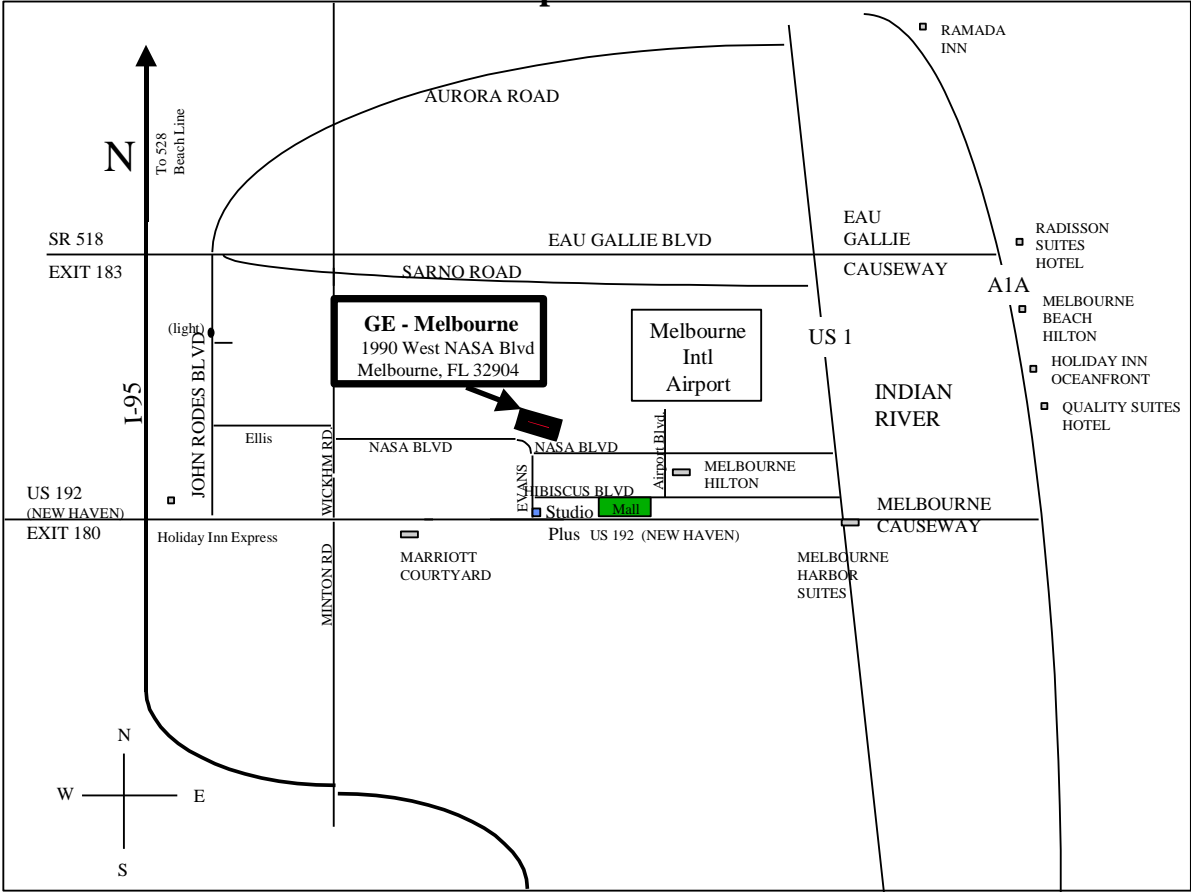 RAMADA
INN
AURORA ROAD
N
To 528
Beach Line
SR 518
EXIT 183
EAU GALLIE BLVD
SARNO ROAD
EAU
GALLIE
CAUSEWAY
RADISSON
SUITES
HOTEL
A1A
MELBOURNE
BEACH
HILTON
HOLIDAY INN
OCEANFRONT
QUALITY SUITES
HOTEL
GE - Melbourne
1990 West NASA Blvd
Melbourne, FL 32904
Melbourne
Intl
Airport
US 1
INDIAN
RIVER
(light)
JOHN RODES BLVD
I-95
Ellis
WICKHM RD
NASA BLVD
NASA BLVD
EVANS
Airport Blvd.
MELBOURNE
HILTON
HIBISCUS BLVD
Studio
Plus
Mall
US 192 (NEW HAVEN)
US 192
(NEW HAVEN)
EXIT 180
Holiday Inn Express
MARRIOTT
COURTYARD
MINTON RD
MELBOURNE
CAUSEWAY
MELBOURNE
HARBOR
SUITES
N
W
E
S